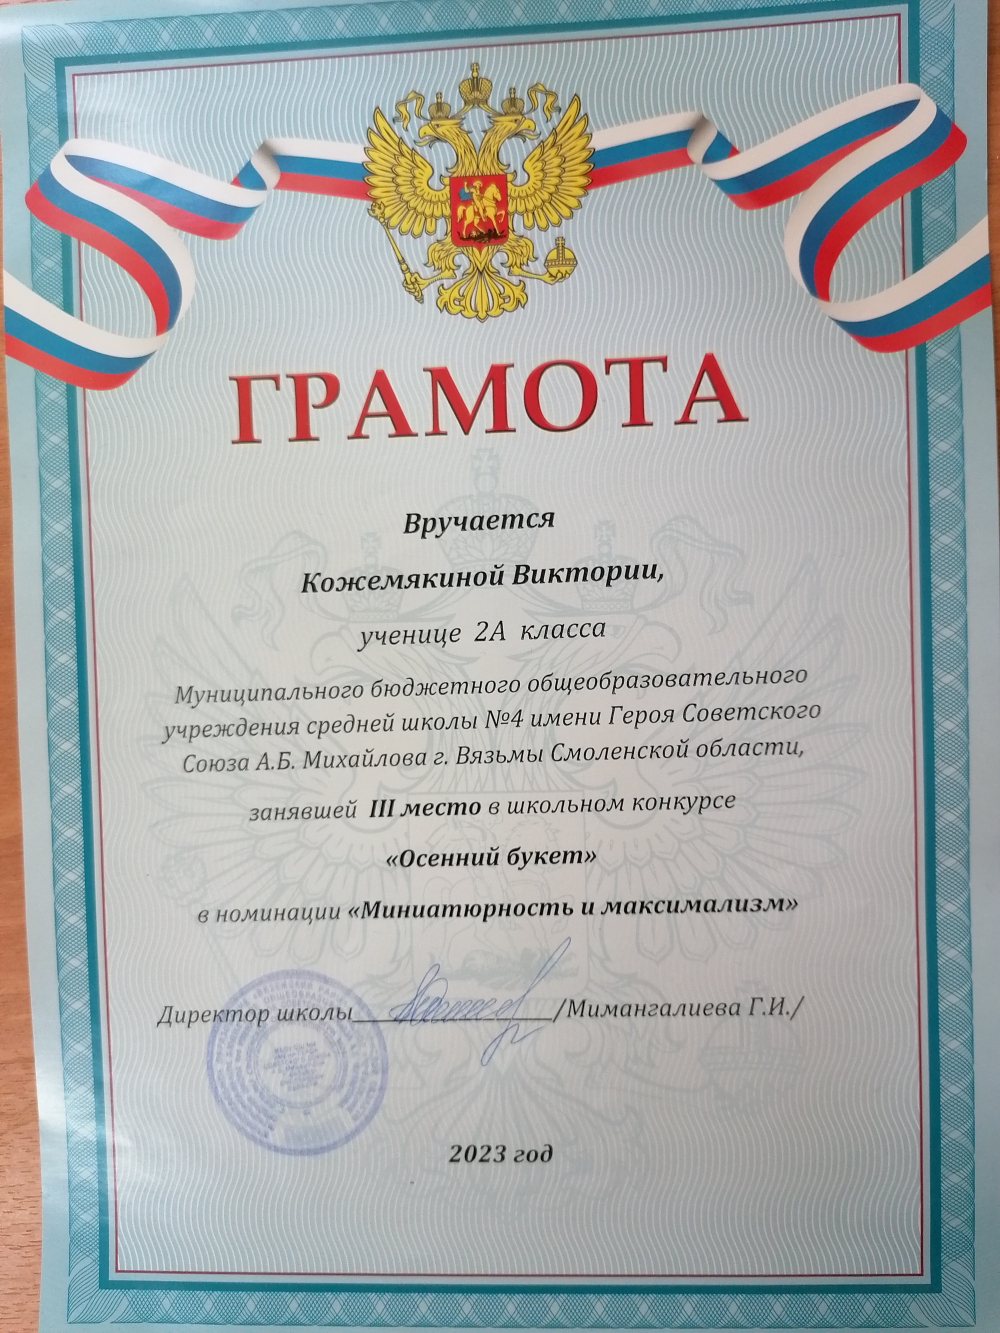 ГРАМОТА
Вручается
Кожемякиной Виктории,
ученице 2А класса
Муниципального бюджетного общеобразовательного
учреждения средней школы №4 имени Героя Советского
Союза А.Б. Михайлова г. Вязьмы Смоленской области,
занявшей III место в школьном конкурсе
«Осенний букет»
в номинации «Миниатюрность и максимализм»
Директор школы /Мимангалиева Г.И./
2023 год